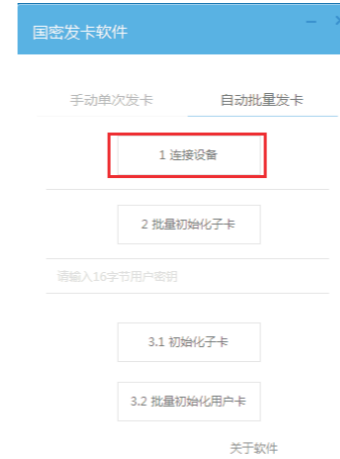 国密发卡软件
手动单次发卡 自动批量发卡
1 连接设备
2 批量初始化子卡
请输入16字节用户密钥
3.1 初始化子卡
3.2 批量初始化用户卡
关于软件